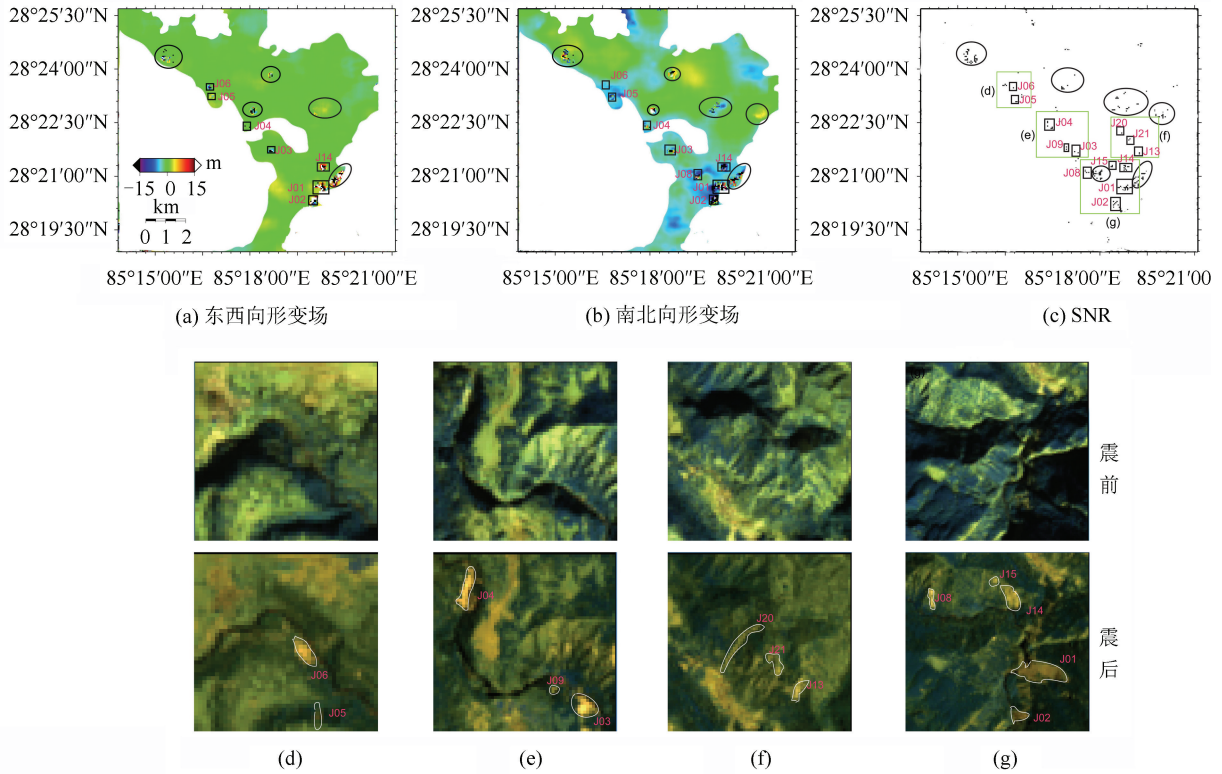 28°25′30″N
28°24′00″N
28°22′30″N
28°21′00″N
28°19′30″N
J06
J05
J04
J03
J14
J01
J02
m
−15 0 15
km
0 1 2
85°15′00″E 85°18′00″E 85°21′00″E
(a) 东西向形变场
28°25′30″N
28°24′00″N
28°22′30″N
28°21′00″N
28°19′30″N
J06
J05
J04
J03
J14
J08
J01
J02
85°15′00″E 85°18′00″E 85°21′00″E
(b) 南北向形变场
28°25′30″N
28°24′00″N
28°22′30″N
28°21′00″N
28°19′30″N
(d)
J06
J05
(e)
J04
J20
(f)
J21
J09
J03
J13
J15
J14
J08
J01
J02
(g)
85°15′00″E 85°18′00″E 85°21′00″E
(c) SNR
震前
J06
J05
J04
J09
J03
J20
J21
J13
J15
J08
J14
J01
J02
震后
(d)
(e)
(f)
(g)